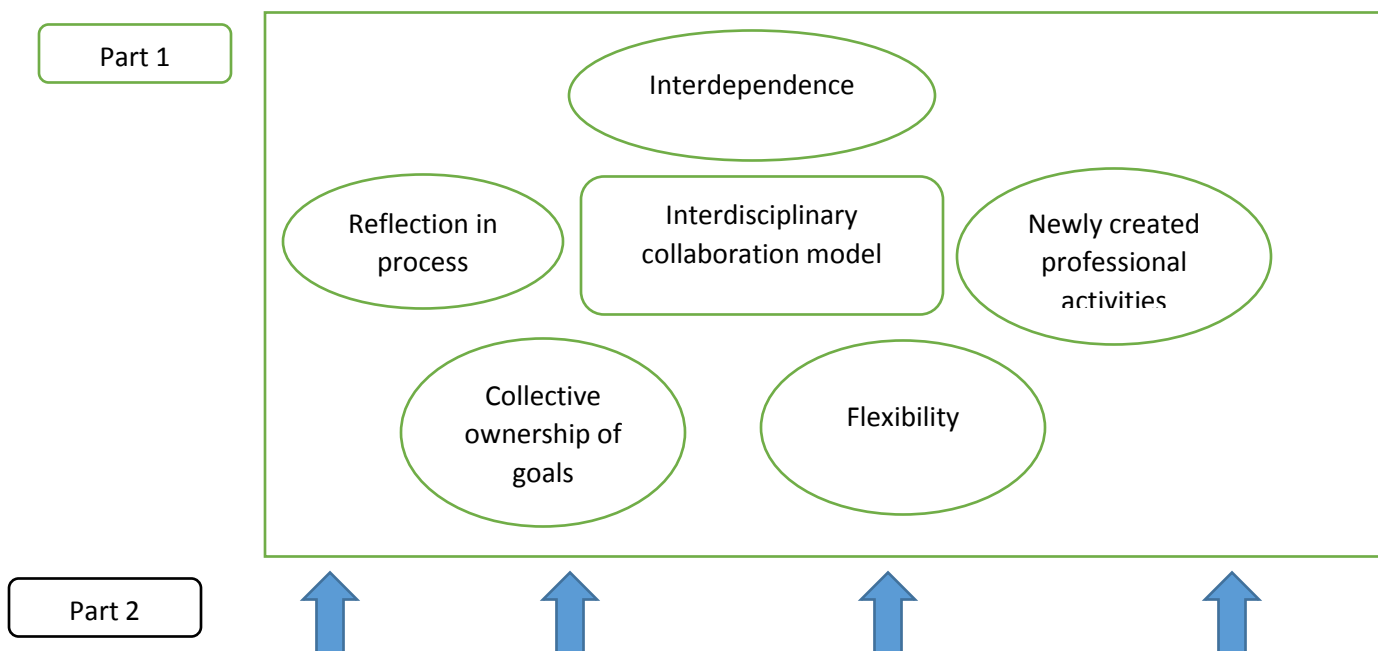 Part 1
Interdependence
Reflection in
process
Interdisciplinary
collaboration model
Newly created
professional
activities
Collective
ownership of
goals
Flexibility
Part 2